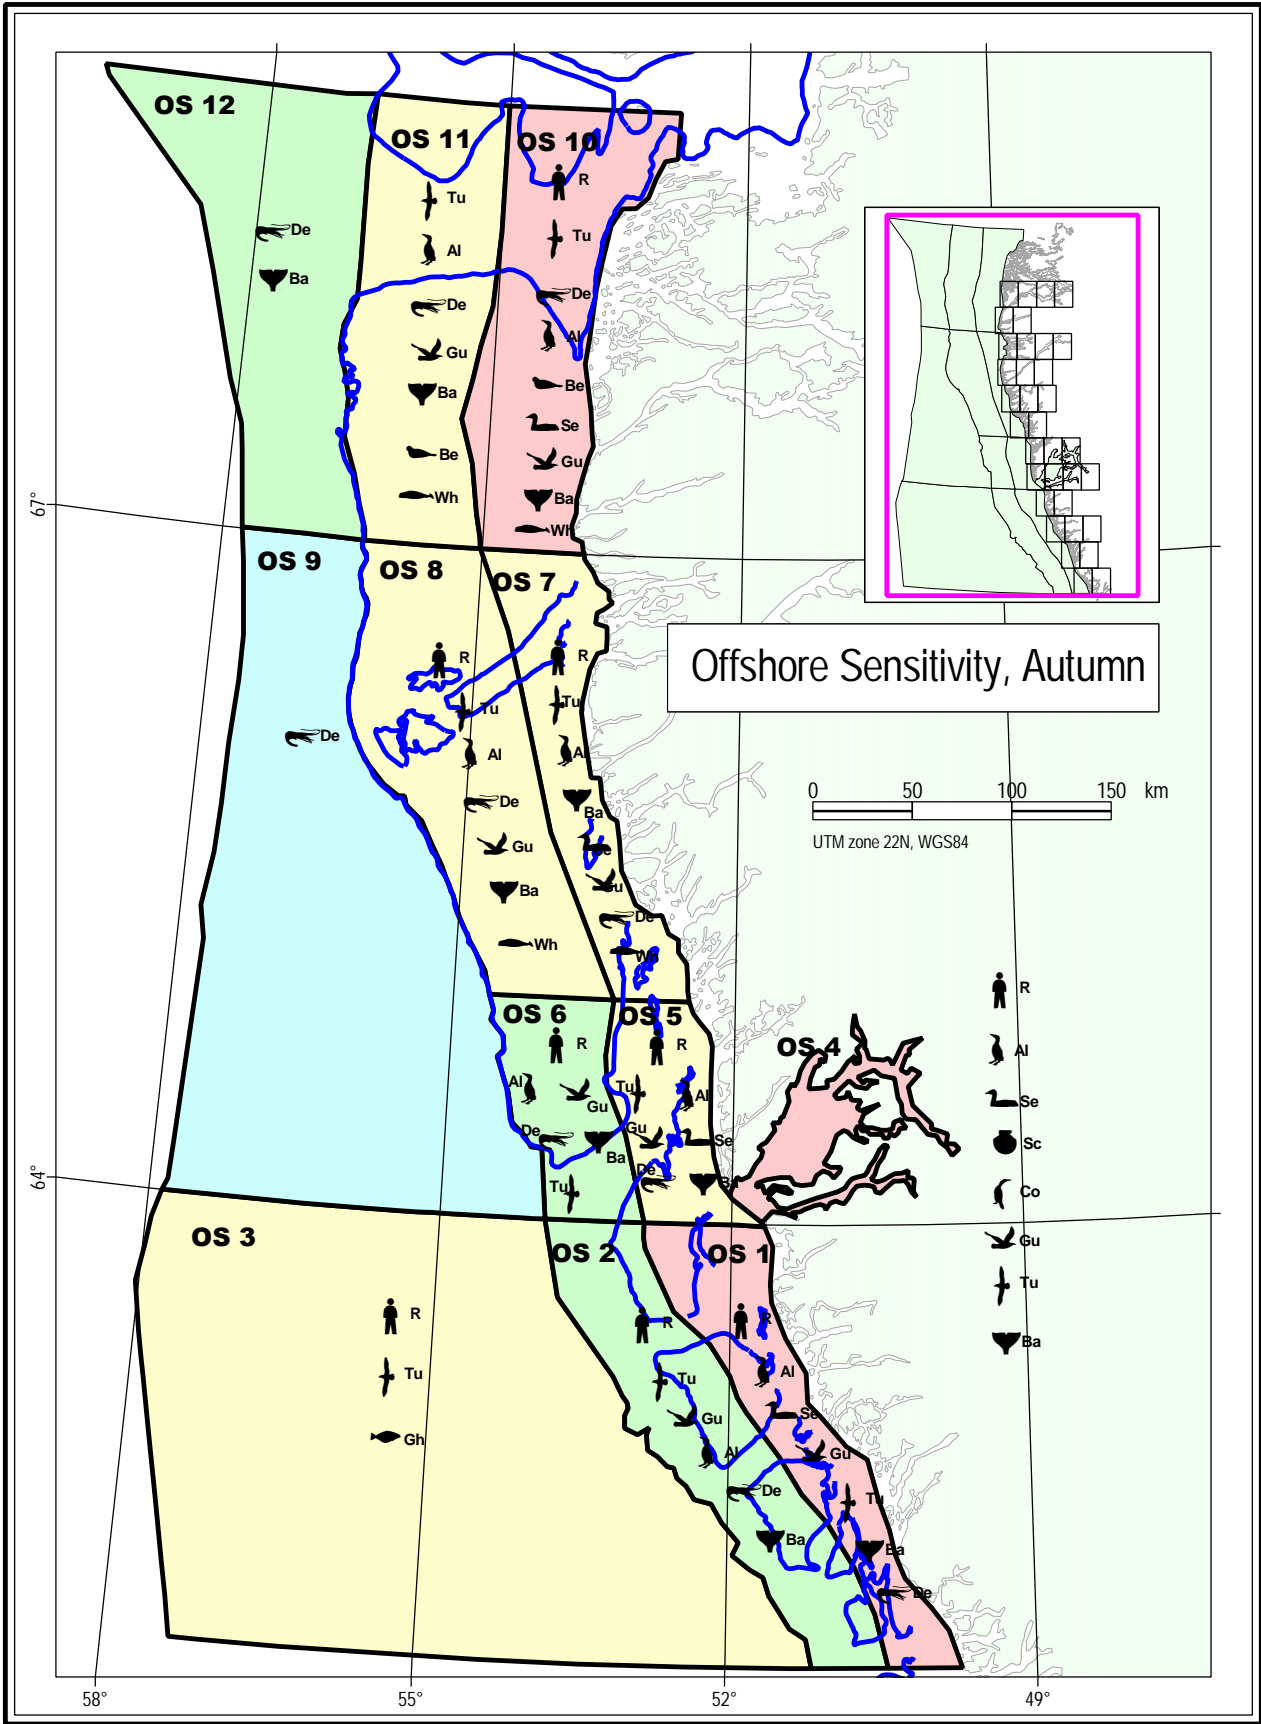 OS 12
OS 11
OS 10
R
Tu
Tu
Al
De
De
Ba
De
Al
Gu
Ba
Be
Se
Be
Gu
Wh
Ba
Wh
67°
OS 9
OS 8
OS 7
R
R
Tu
Tu
Al
Al
De
De
Ba
Gu
Se
Ba
Gu
De
Wh
Wh
Offshore Sensitivity, Autumn
0 50 100 150 km
UTM zone 22N, WGS84
OS 6
OS 5
OS 4
R
R
Al
Gu
Tu
Al
De
Ba
Gu
Se
De
Ba
Tu
R
Al
Se
Sc
Co
Gu
Tu
Ba
64°
OS 3
OS 2
OS 1
R
Tu
Gh
R
R
Tu
Al
Gu
Se
Al
Gu
De
Tu
Ba
Ba
De
58° 55° 52° 49°